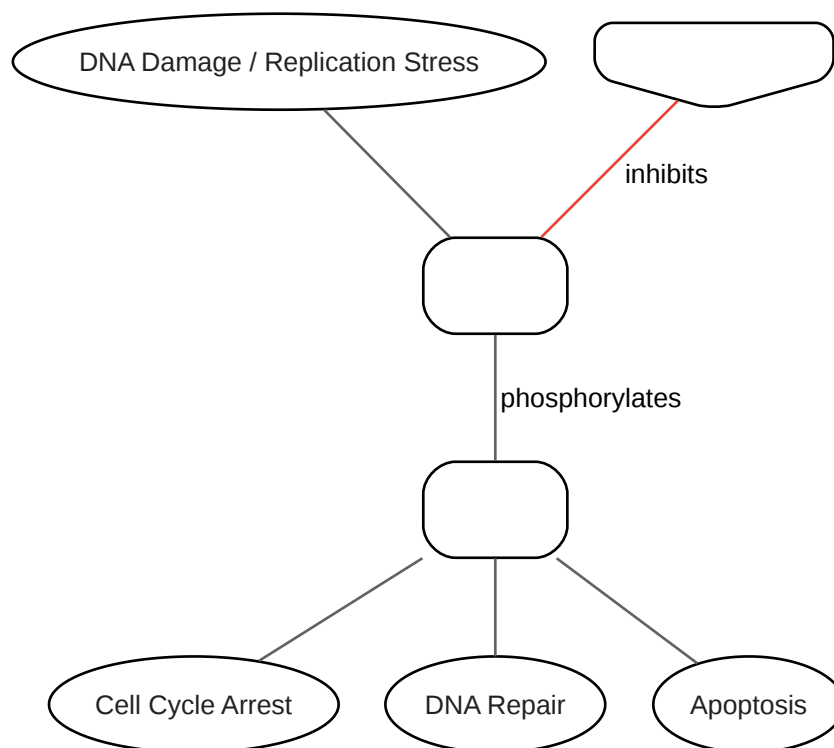 DNA Damage / Replication Stress
inhibits
phosphorylates
Cell Cycle Arrest
DNA Repair
Apoptosis